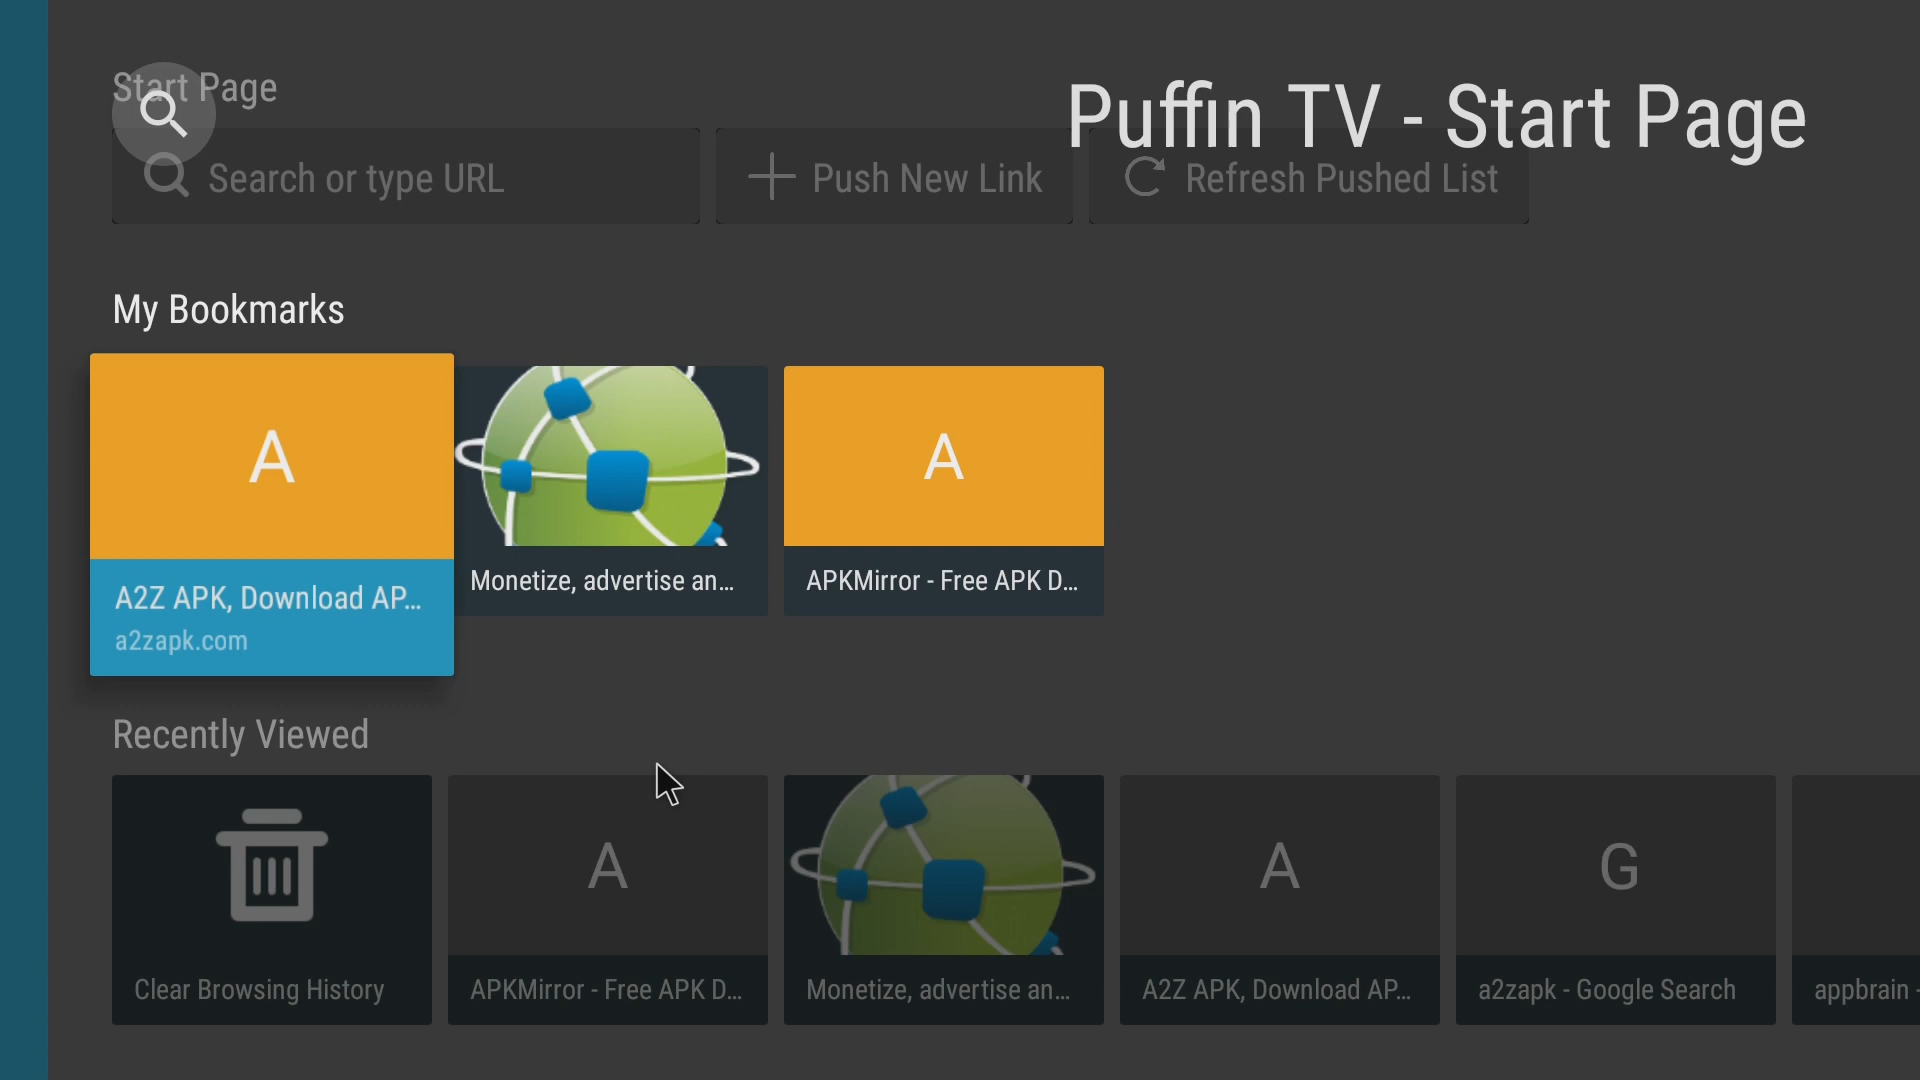 Start Page
Puffin TV - Start Page
Search or type URL
Push New Link
Refresh Pushed List
My Bookmarks
A
A
A2Z APK, Download AP...
a2zapk.com
Monetize, advertise an...
APKMirror - Free APK D...
Recently Viewed
A
A
G
Clear Browsing History
APKMirror - Free APK D...
Monetize, advertise an...
A2Z APK, Download AP...
a2zapk - Google Search
appbrain -